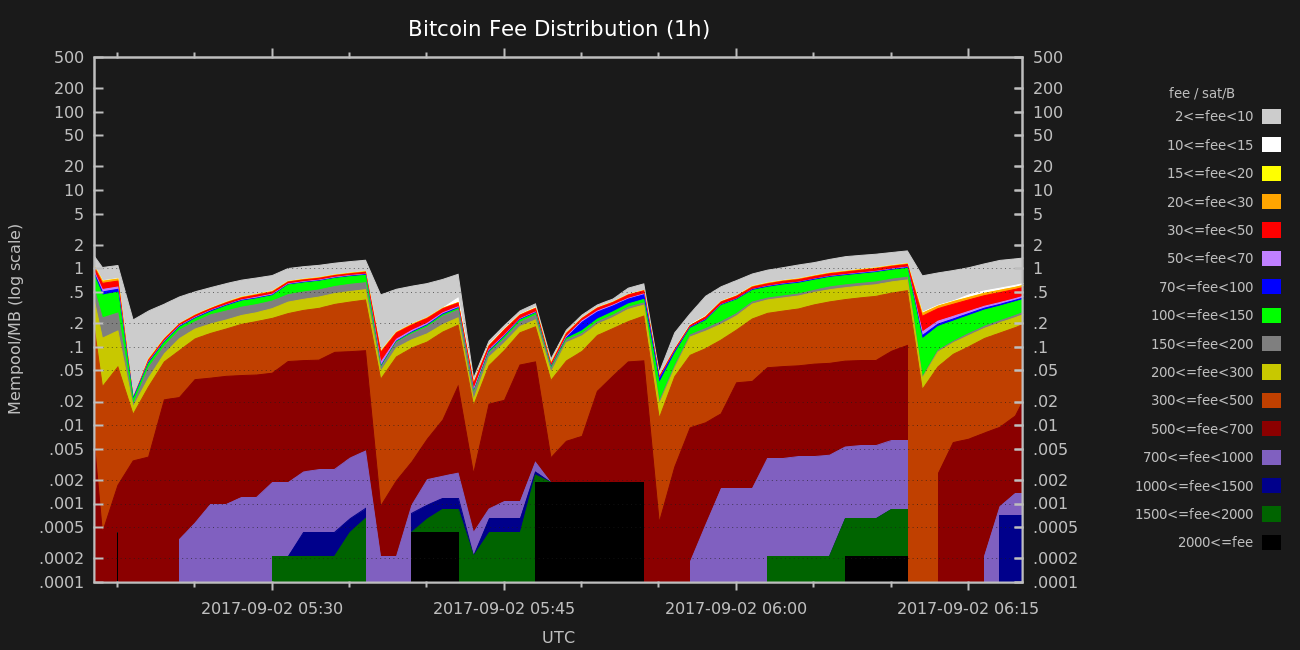 Bitcoin Fee Distribution (1h)
Mempool/MB (log scale)
500
200
100
50
20
10
5
2
1
.5
.2
.1
.05
.02
.01
.005
.002
.001
.0005
.0002
.0001
500
200
100
50
20
10
5
2
1
.5
.2
.1
.05
.02
.01
.005
.002
.001
.0005
.0002
.0001
2017-09-02 05:30
2017-09-02 05:45
2017-09-02 06:00
2017-09-02 06:15
UTC
fee / sat/B
2<=fee<10
10<=fee<15
15<=fee<20
20<=fee<30
30<=fee<50
50<=fee<70
70<=fee<100
100<=fee<150
150<=fee<200
200<=fee<300
300<=fee<500
500<=fee<700
700<=fee<1000
1000<=fee<1500
1500<=fee<2000
2000<=fee